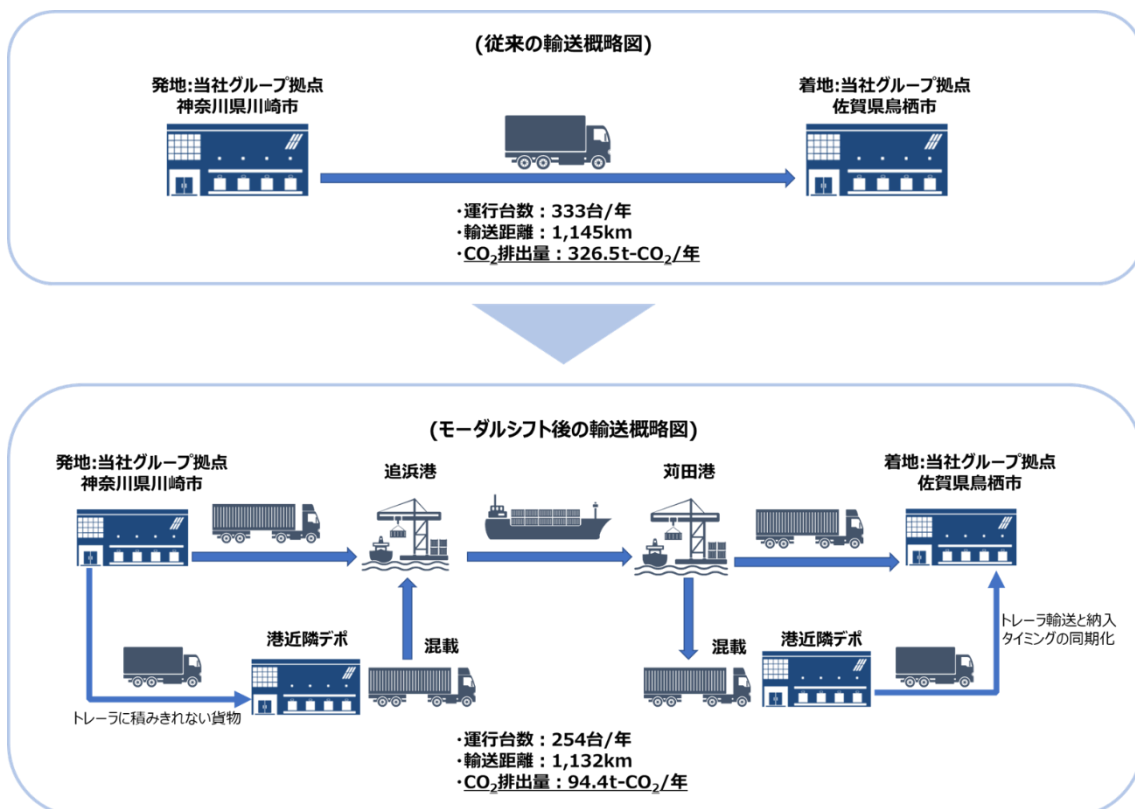 (従来の輸送概略図)
発地:当社グループ拠点
神奈川県川崎市
着地:当社グループ拠点
佐賀県鳥栖市
・運行台数：333台/年
・輸送距離：1,145km
・CO₂排出量：326.5t-CO₂/年
(モーダルシフト後の輸送概略図)
発地:当社グループ拠点
神奈川県川崎市
追浜港
苅田港
着地:当社グループ拠点
佐賀県鳥栖市
トレーラに積みきれない貨物
港近隣デポ
混載
混載
港近隣デポ
トレーラ輸送と納入
タイミングの同期化
・運行台数：254台/年
・輸送距離：1,132km
・CO₂排出量：94.4t-CO₂/年